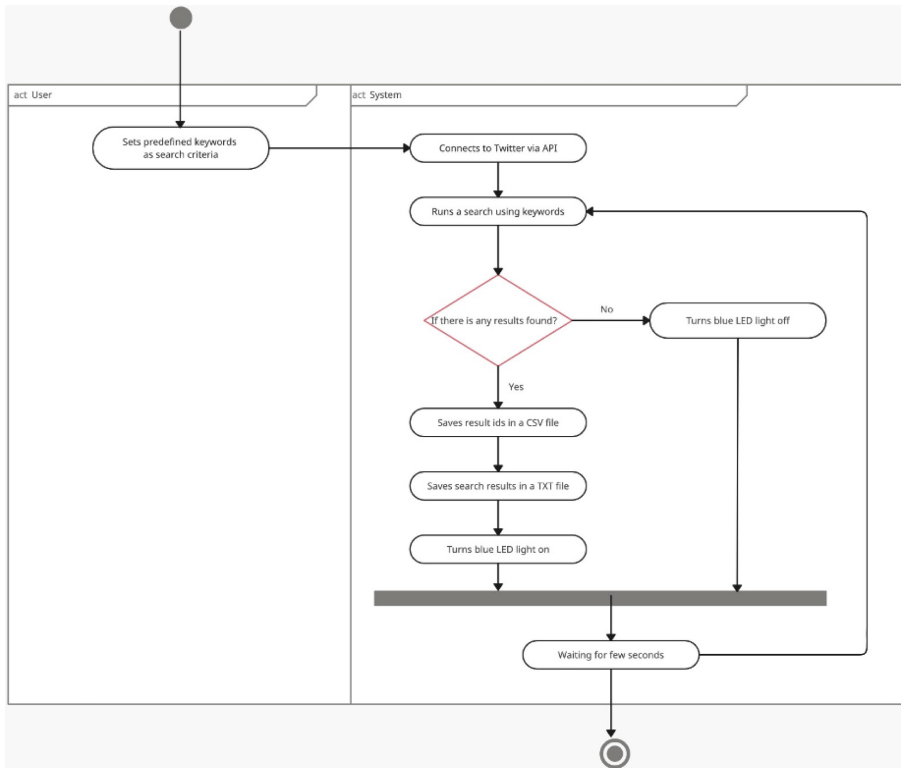 act User
act System
Sets predefined keywords
as search criteria
Connects to Twitter via API
Runs a search using keywords
If there is any results found?
No
Turns blue LED light off
Yes
Saves result ids in a CSV file
Saves search results in a TXT file
Turns blue LED light on
Waiting for few seconds